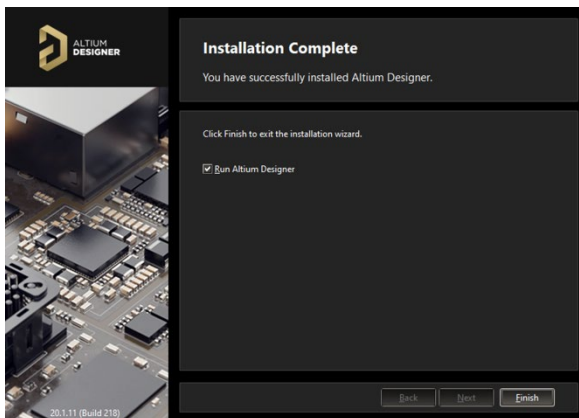 ALTIUM
DESIGNER
Installation Complete
You have successfully installed Altium Designer.
Click Finish to exit the installation wizard.
Run Altium Designer
20.1.11 (Build 218)
Back
Next
Finish